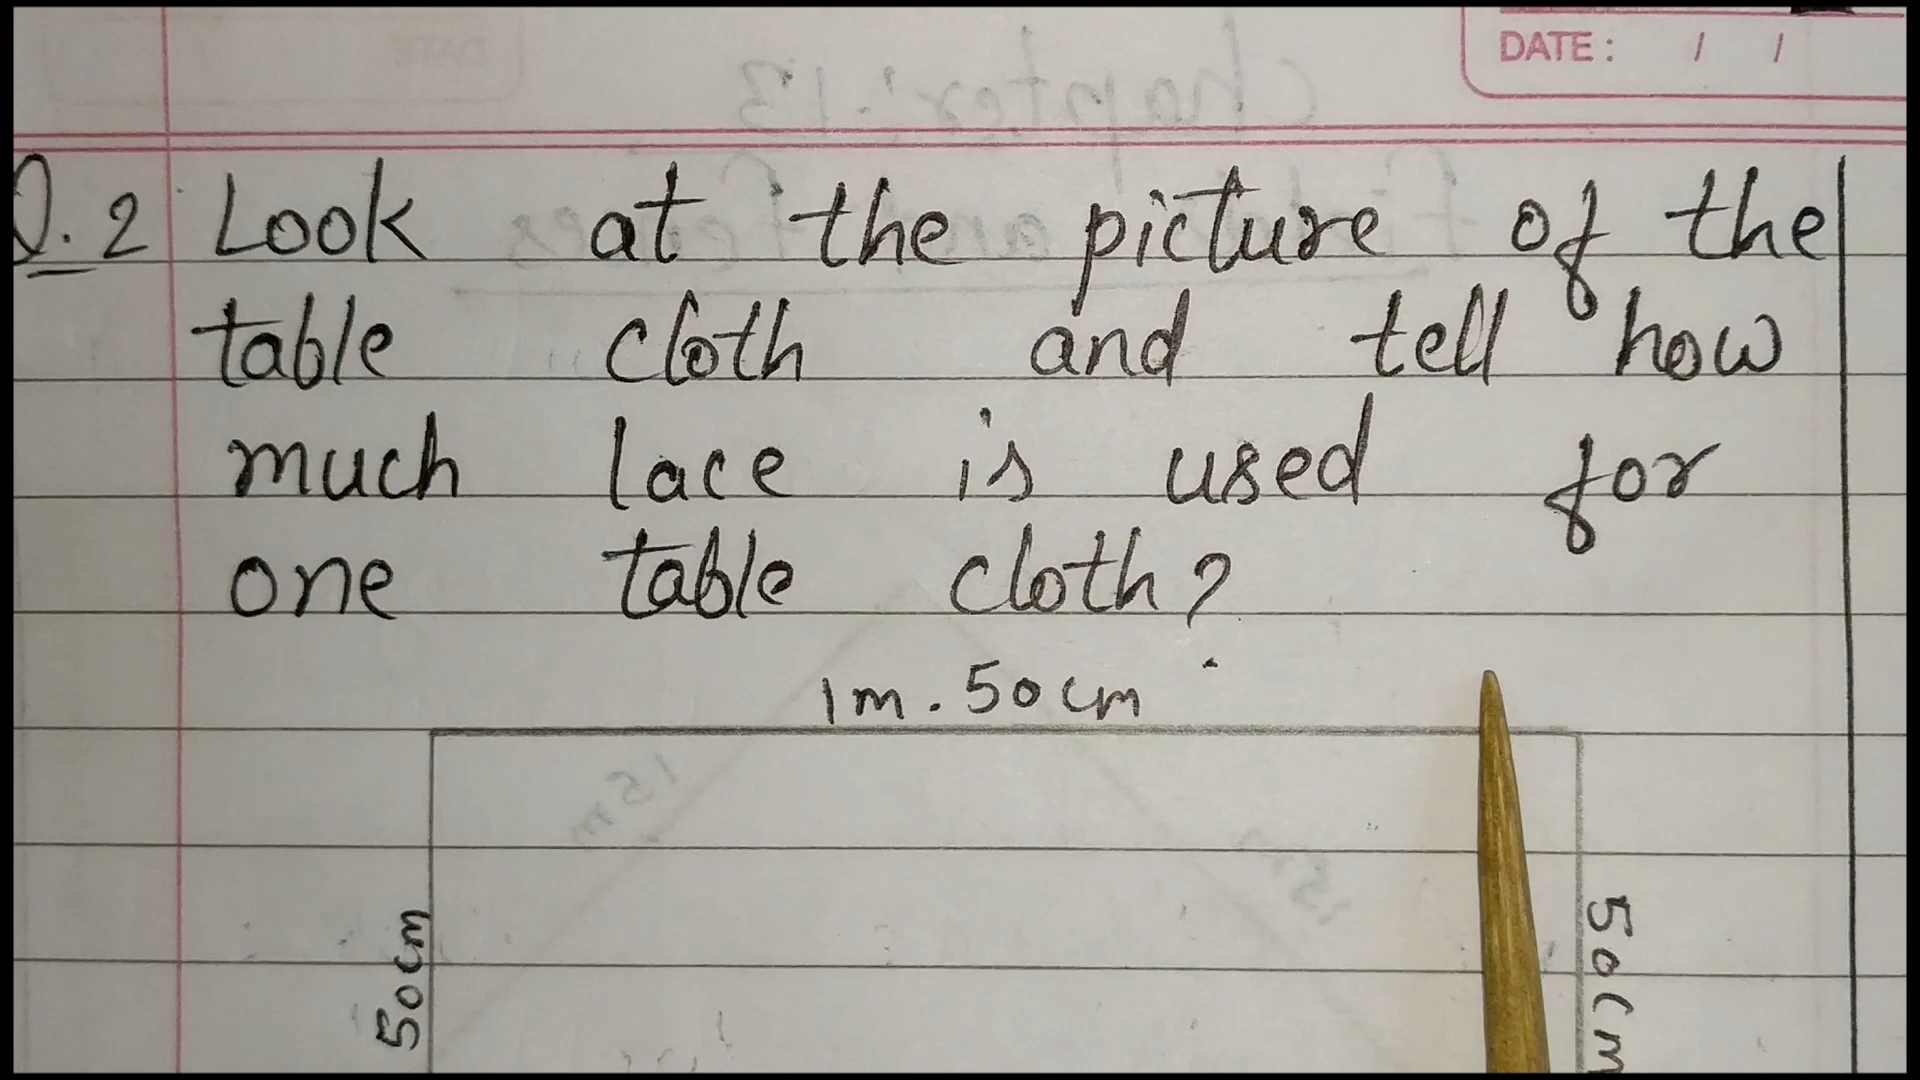 DATE: / /
Q.2 Look at the picture of the
table cloth and tell how
much lace is used for
one table cloth?
1m. 50cm
50cm
50cm